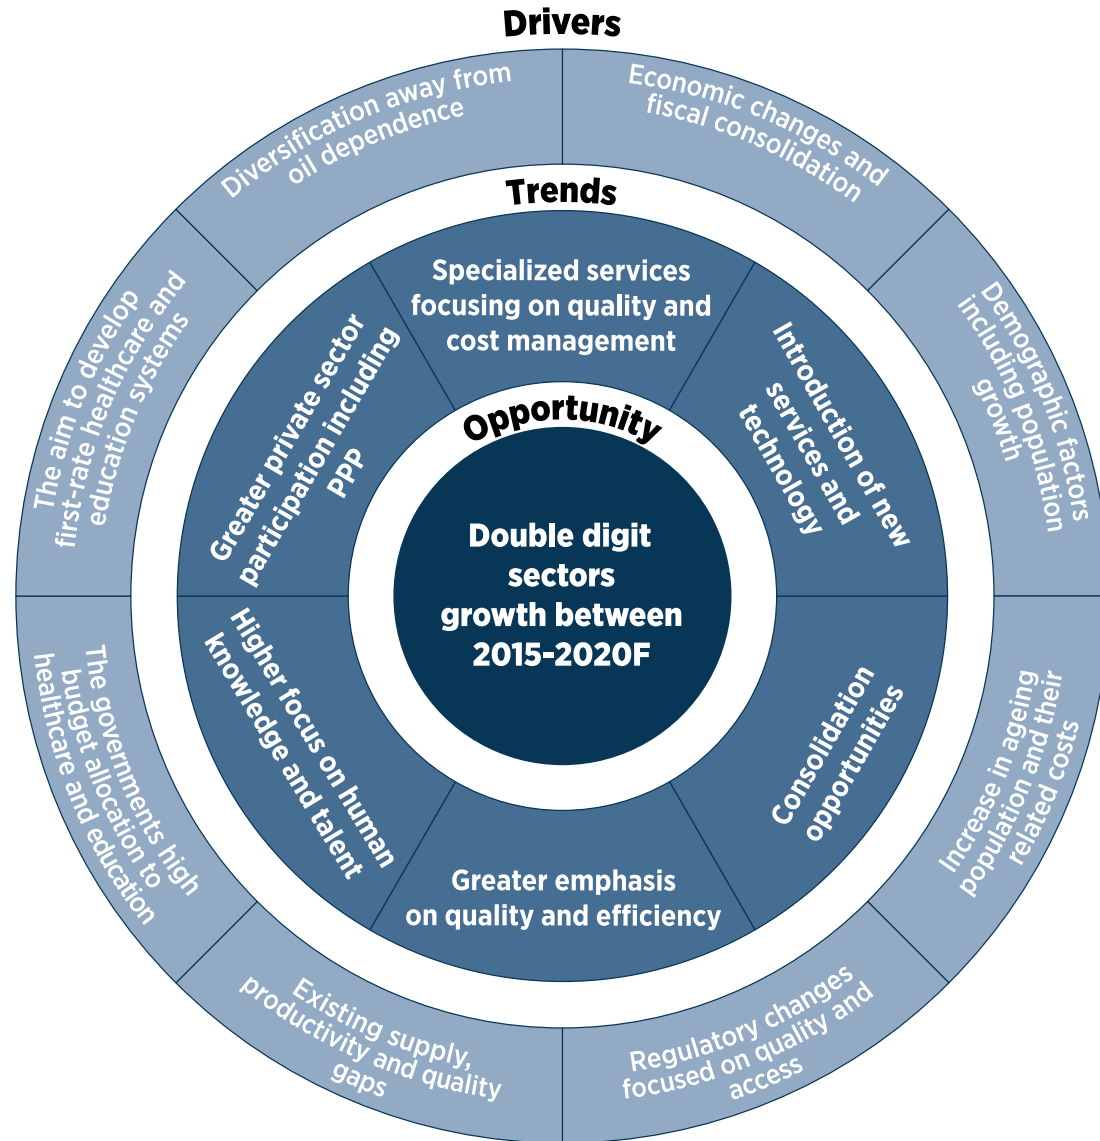 Drivers
Economic changes and
fiscal consolidation
Demographic factors
including population
growth
Increase in ageing
population and their
related costs
Regulatory changes
focused on quality and
access
Existing supply,
productivity and quality
gaps
The governments high
budget allocation to
healthcare and education
The aim to develop
first-rate healthcare and
education systems
Diversification away from
oil dependence
Trends
Specialized services
focusing on quality and
cost management
Introduction of new
services and
technology
Consolidation
opportunities
Greater emphasis
on quality and efficiency
Higher focus on human
knowledge and talent
Greater private sector
participation including
PPP
Opportunity
Double digit
sectors
growth between
2015-2020F